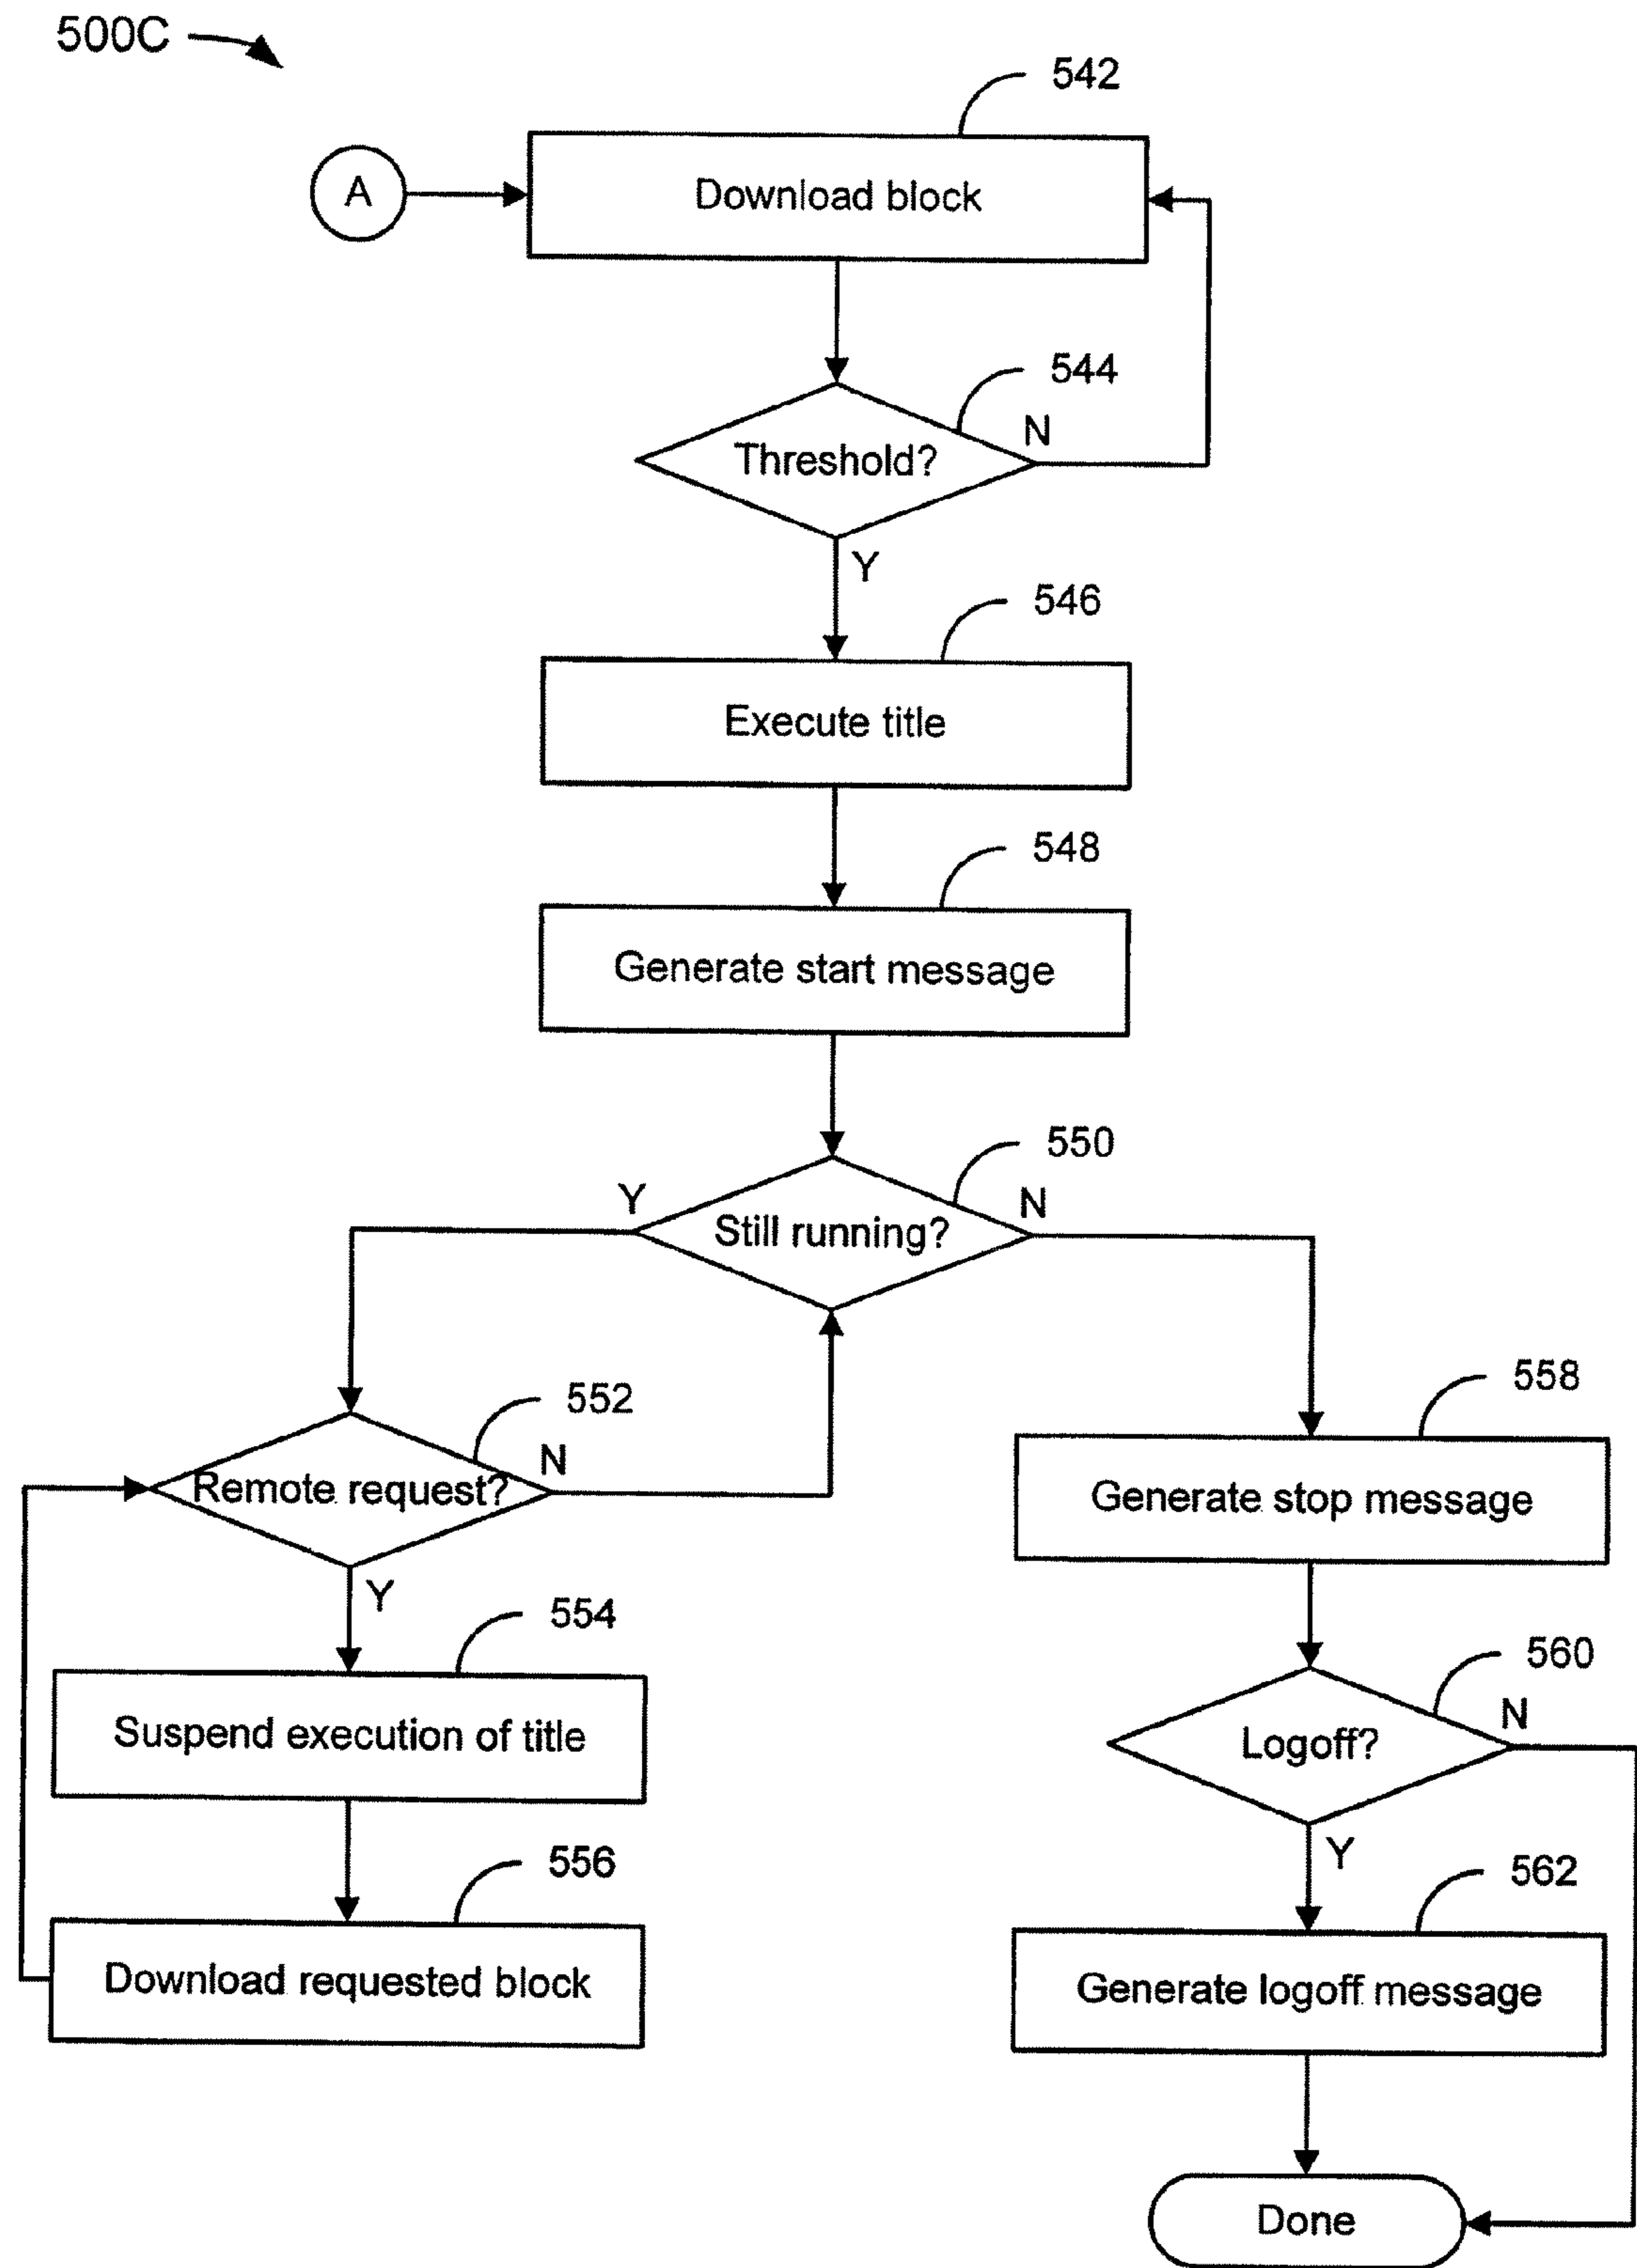 500C
542
A
Download block
544
N
Threshold?
Y
546
Execute title
548
Generate start message
550
Y
N
Still running?
558
552
N
Remote request?
Generate stop message
Y
554
560
N
Suspend execution of title
Logoff?
Y
556
562
Download requested block
Generate logoff message
Done